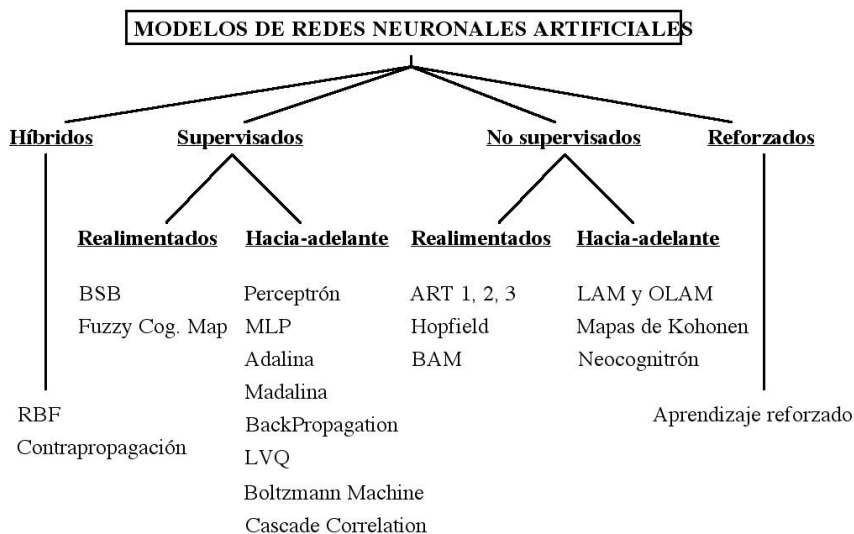 MODELOS DE REDES NEURONALES ARTIFICIALES
Híbridos
Supervisados
No supervisados
Reforzados
Realimentados
Hacia-adelante
Realimentados
Hacia-adelante
BSB
Fuzzy Cog. Map
Perceptrón
MLP
Adalina
Madalina
BackPropagation
LVQ
Boltzmann Machine
Cascade Correlation
ART 1, 2, 3
Hopfield
BAM
LAM y OLAM
Mapas de Kohonen
Neocognitrón
RBF
Contrapropagación
Aprendizaje reforzado